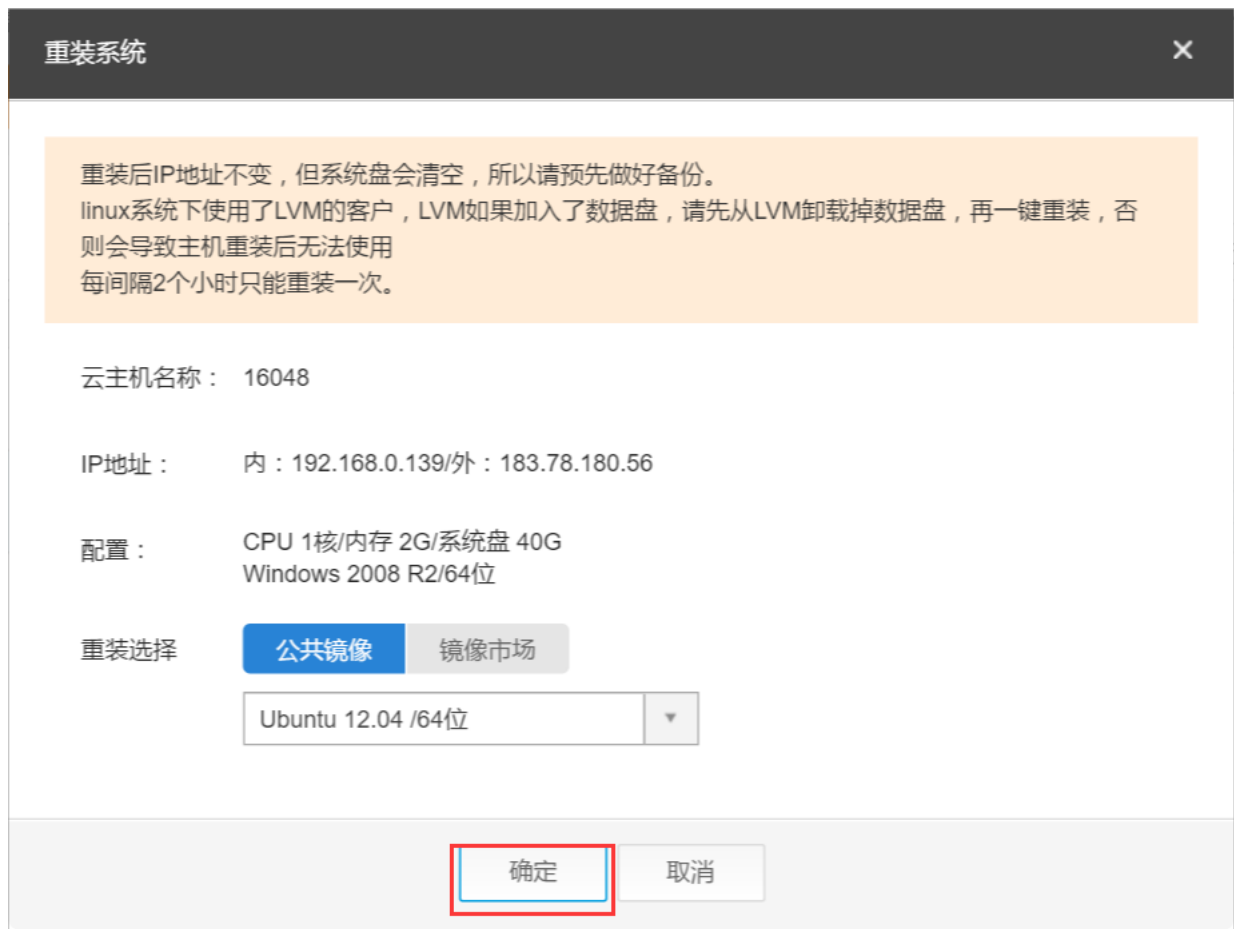 重装系统
重装后IP地址不变，但系统盘会清空，所以请预先做好备份。
linux系统下使用了LVM的客户，LVM如果加入了数据盘，请先从LVM卸载掉数据盘，再一键重装，否
则会导致主机重装后无法使用
每间隔2个小时只能重装一次。
云主机名称： 16048
IP地址： 内：192.168.0.139/外：183.78.180.56
配置： CPU 1核/内存 2G/系统盘 40G
Windows 2008 R2/64位
重装选择 公共镜像 镜像市场
Ubuntu 12.04 /64位
确定 取消